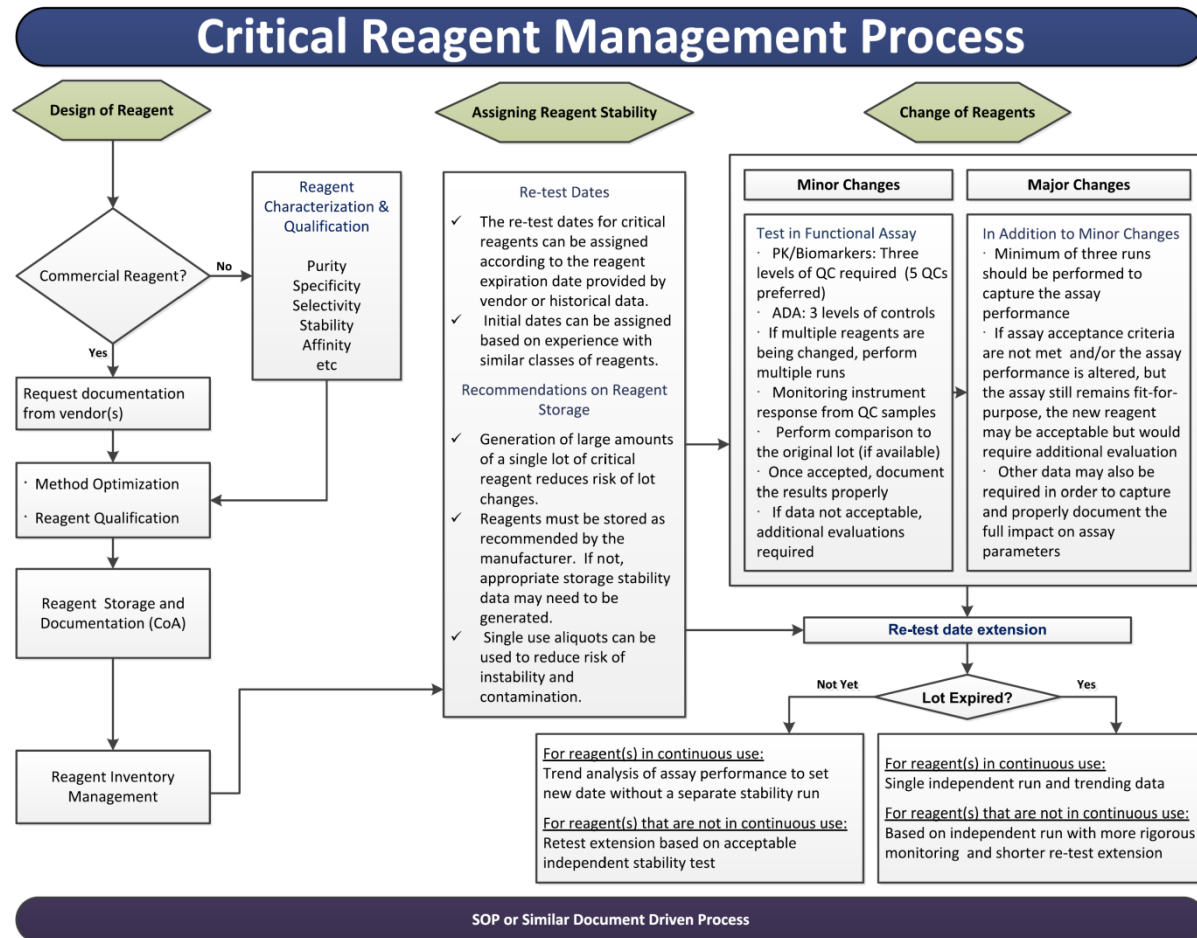 Critical Reagent Management Process
Design of Reagent
Commercial Reagent?
No
Yes
Reagent
Characterization &
Qualification
Purity
Specificity
Selectivity
Stability
Affinity
etc
Request documentation
from vendor(s)
· Method Optimization
· Reagent Qualification
Reagent Storage and
Documentation (CoA)
Reagent Inventory
Management
Assigning Reagent Stability
Re-test Dates
✓ The re-test dates for critical
reagents can be assigned
according to the reagent
expiration date provided by
vendor or historical data.
✓ Initial dates can be assigned
based on experience with
similar classes of reagents.
Recommendations on Reagent
Storage
✓ Generation of large amounts
of a single lot of critical
reagent reduces risk of lot
changes.
✓ Reagents must be stored as
recommended by the
manufacturer. If not,
appropriate storage stability
data may need to be
generated.
✓ Single use aliquots can be
used to reduce risk of
instability and
contamination.
Change of Reagents
Minor Changes
Test in Functional Assay
· PK/Biomarkers: Three
levels of QC required (5 QCs
preferred)
· ADA: 3 levels of controls
· If multiple reagents are
being changed, perform
multiple runs
· Monitoring instrument
response from QC samples
· Perform comparison to
the original lot (if available)
· Once accepted, document
the results properly
· If data not acceptable,
additional evaluations
required
Major Changes
In Addition to Minor Changes
· Minimum of three runs
should be performed to
capture the assay
performance
· If assay acceptance criteria
are not met and/or the assay
performance is altered, but
the assay still remains fit-for-
purpose, the new reagent
may be acceptable but would
require additional evaluation
· Other data may also be
required in order to capture
and properly document the
full impact on assay
parameters
Re-test date extension
Lot Expired?
Not Yet
Yes
For reagent(s) in continuous use:
Trend analysis of assay performance to set
new date without a separate stability run
For reagent(s) that are not in continuous use:
Retest extension based on acceptable
independent stability test
For reagent(s) in continuous use:
Single independent run and trending data
For reagent(s) that are not in continuous use:
Based on independent run with more rigorous
monitoring and shorter re-test extension
SOP or Similar Document Driven Process